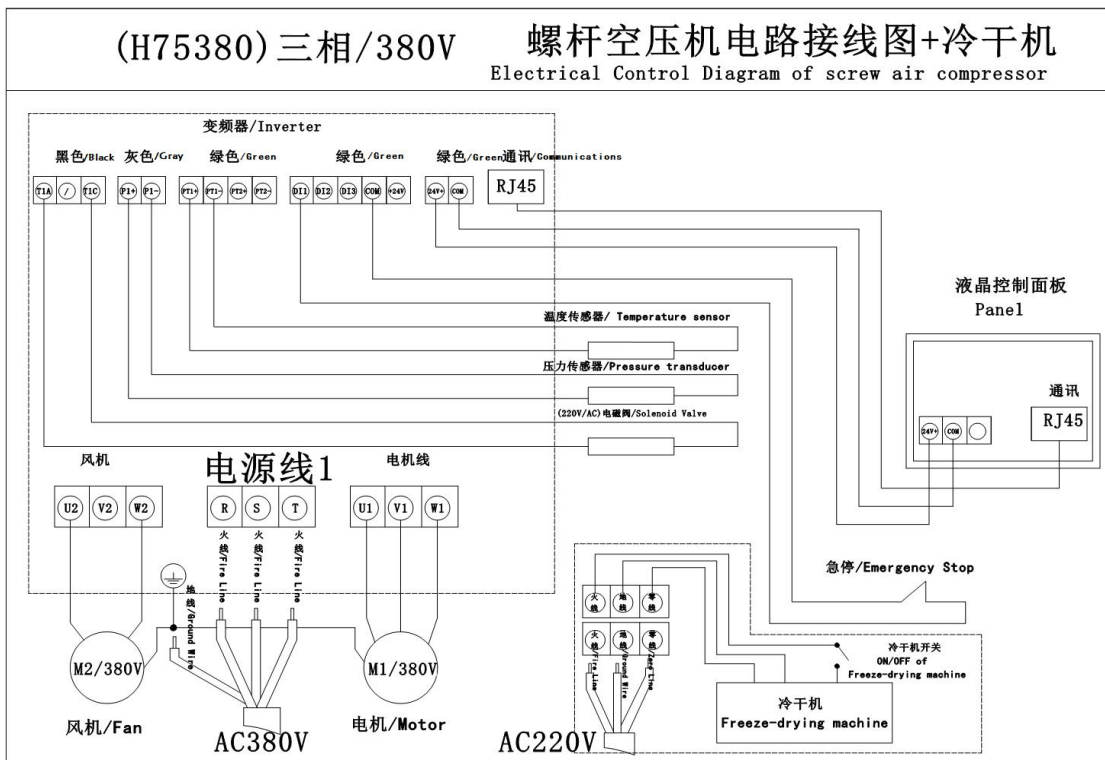 (H75380)三相/380V 螺杆空压机电路接线图+冷干机
Electrical Control Diagram of screw air compressor
变频器/Inverter
黑色/Black 灰色/Gray 绿色/Green 绿色/Green 绿色/Green 通讯/Communications
T1A / T1C P1+ P1- PT1+ PT1- PT2+ PT2- DI1 DI2 DI3 COM +24V 24V+ COM RJ45
液晶控制面板
Panel
温度传感器/ Temperature sensor
压力传感器/Pressure transducer
(220V/AC)电磁阀/Solenoid Valve
通讯
RJ45
24V+ COM
风机 电源线1 电机线
U2 V2 W2 R S T U1 V1 W1
火线/Fire Line 火线/Fire Line 火线/Fire Line
地线/Ground Wire
急停/Emergency Stop
火线 地线 零线
火线/Fire Line 地线/Ground Wire 零线/Zero Line
冷干机开关
ON/OFF of
Freeze-drying machine
M2/380V M1/380V
冷干机
Freeze-drying machine
风机/Fan 电机/Motor
AC380V AC220V